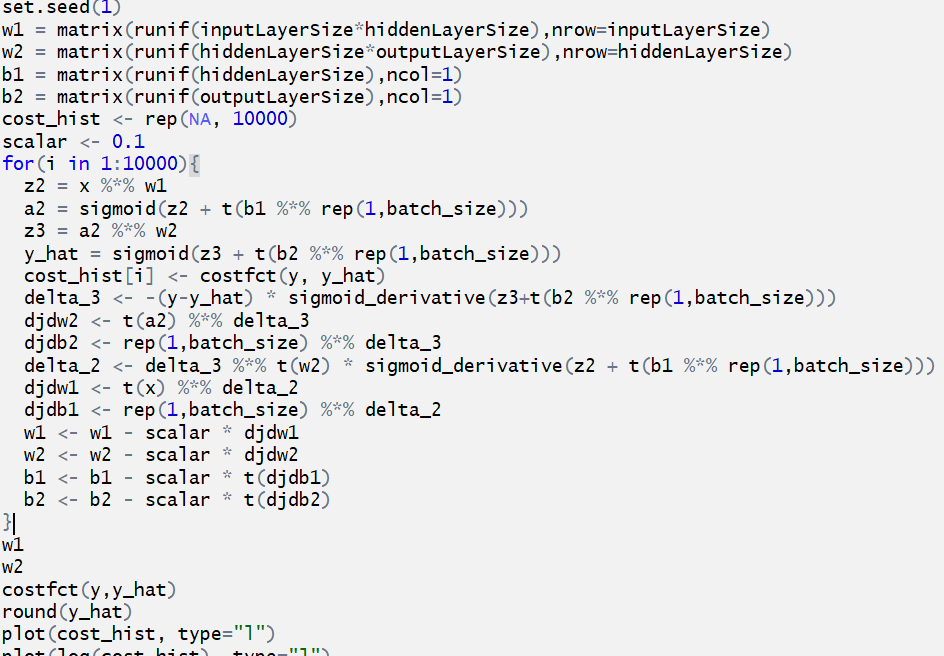 set.seed(1)
w1 = matrix(runif(inputLayerSize*hiddenLayerSize),nrow=inputLayerSize)
w2 = matrix(runif(hiddenLayerSize*outputLayerSize),nrow=hiddenLayerSize)
b1 = matrix(runif(hiddenLayerSize),ncol=1)
b2 = matrix(runif(outputLayerSize),ncol=1)
cost_hist <- rep(NA, 10000)
scalar <- 0.1
for(i in 1:10000){
  z2 = x %*% w1
  a2 = sigmoid(z2 + t(b1 %*% rep(1,batch_size)))
  z3 = a2 %*% w2
  y_hat = sigmoid(z3 + t(b2 %*% rep(1,batch_size)))
  cost_hist[i] <- costfct(y, y_hat)
  delta_3 <- -(y-y_hat) * sigmoid_derivative(z3+t(b2 %*% rep(1,batch_size)))
  djdw2 <- t(a2) %*% delta_3
  djdb2 <- rep(1,batch_size) %*% delta_3
  delta_2 <- delta_3 %*% t(w2) * sigmoid_derivative(z2 + t(b1 %*% rep(1,batch_size)))
  djdw1 <- t(x) %*% delta_2
  djdb1 <- rep(1,batch_size) %*% delta_2
  w1 <- w1 - scalar * djdw1
  w2 <- w2 - scalar * djdw2
  b1 <- b1 - scalar * t(djdb1)
  b2 <- b2 - scalar * t(djdb2)
}
w1
w2
costfct(y,y_hat)
round(y_hat)
plot(cost_hist, type="l")
plot(log(cost_hist), type="l")